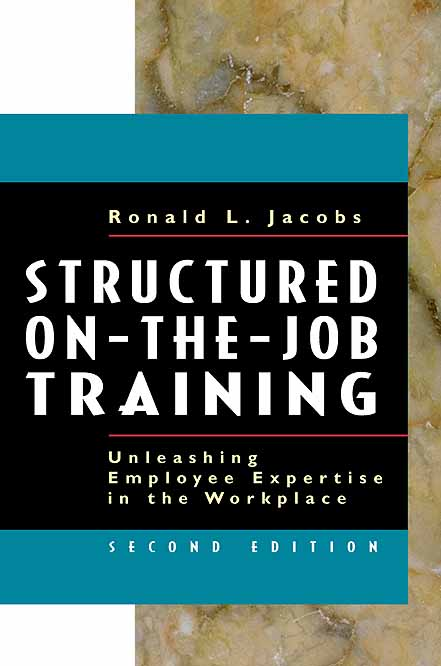 Ronald L. Jacobs
STRUCTURED
ON-THE-JOB
TRAINING
Unleashing
Employee Expertise
in the Workplace
SECOND EDITION